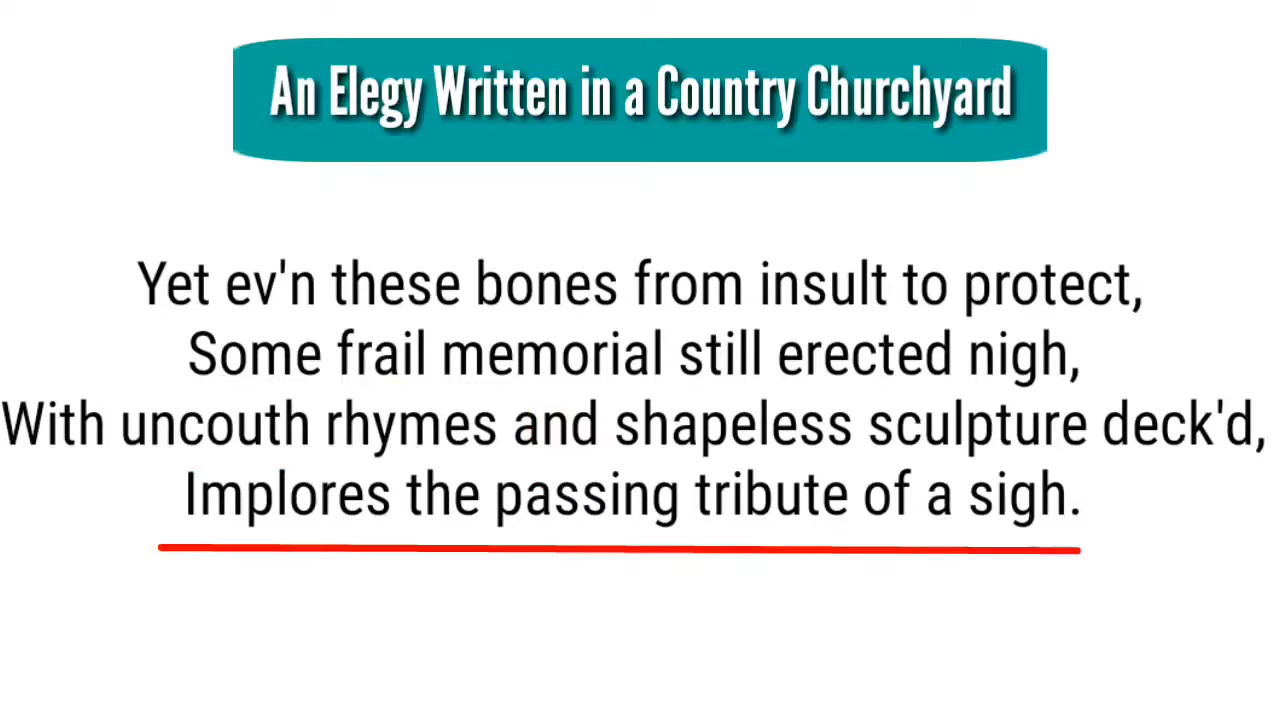 An Elegy Written in a Country Churchyard
Yet ev'n these bones from insult to protect,
Some frail memorial still erected nigh,
With uncouth rhymes and shapeless sculpture deck'd,
Implores the passing tribute of a sigh.